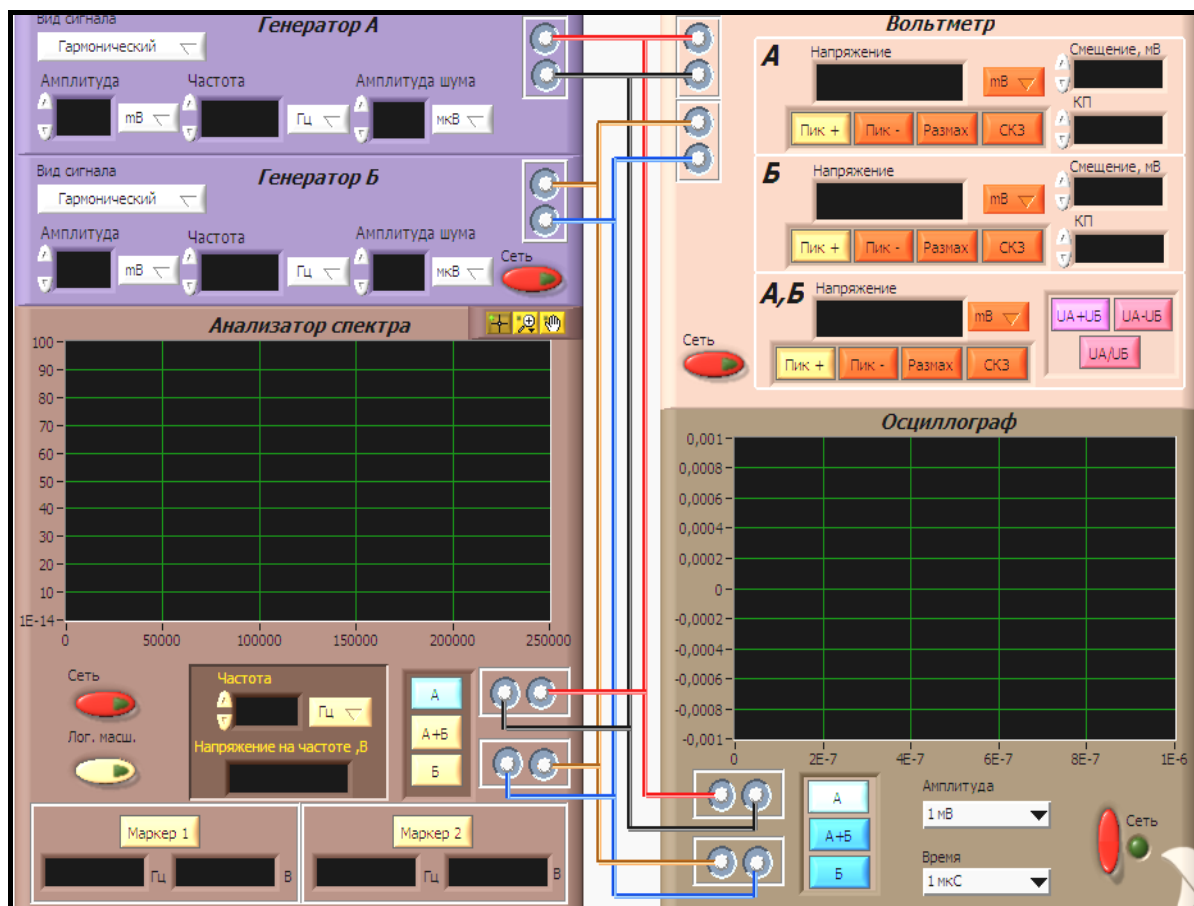 Вид сигнала
Генератор А
Гармонический
Амплитуда Частота Амплитуда шума
mВ Гц мкВ
Вид сигнала
Генератор Б
Гармонический
Амплитуда Частота Амплитуда шума
mВ Гц мкВ
Сеть
Вольтметр
А Напряжение Смещение, мВ
mВ
КП
Пик + Пик - Размах СКЗ
Б Напряжение Смещение, мВ
mВ
КП
Пик + Пик - Размах СКЗ
А,Б Напряжение
mВ UA+UБ UA-UБ
UA/UБ
Сеть
Пик + Пик - Размах СКЗ
Анализатор спектра
100
90
80
70
60
50
40
30
20
10
1E-14
0 50000 100000 150000 200000 250000
Сеть
Лог. масш.
Частота
Гц
Напряжение на частоте ,В
А
А+Б
Б
Маркер 1
Гц В
Маркер 2
Гц В
Осциллограф
0,001
0,0008
0,0006
0,0004
0,0002
0
-0,0002
-0,0004
-0,0006
-0,0008
-0,001
0 2E-7 4E-7 6E-7 8E-7 1E-6
А
А+Б
Б
Амплитуда
1 мВ
Время
1 мкС
Сеть